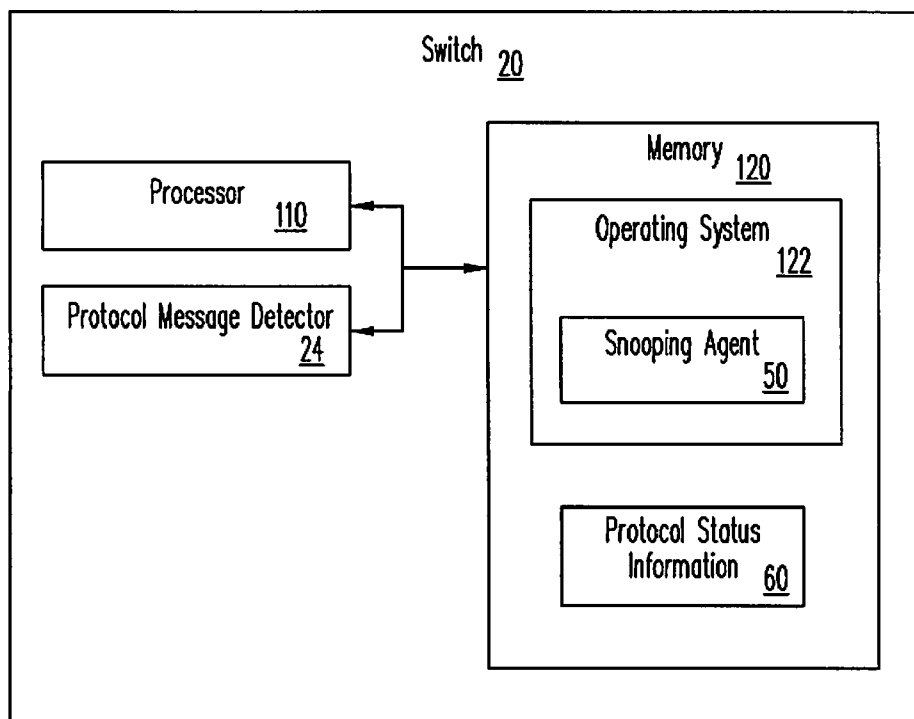 Switch 20
Processor
110
Protocol Message Detector
24
Memory 120
Operating System
122
Snooping Agent
50
Protocol Status
Information
60